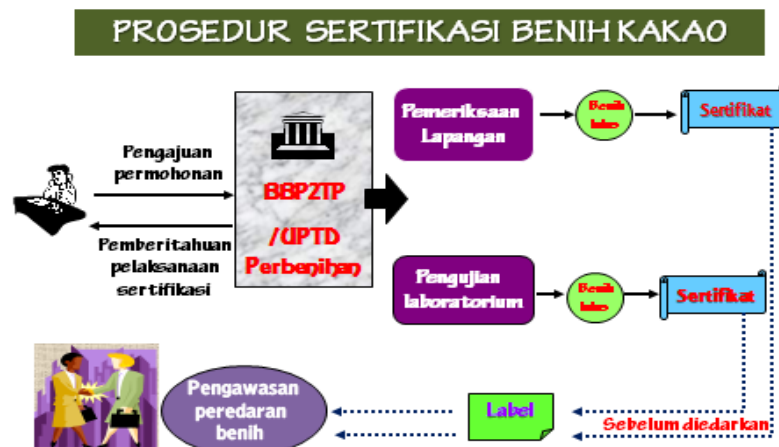 PROSEDUR SERTIFIKASI BENIH KAKAO
Pengajuan
permohonan
Pemberitahuan
pelaksanaan
sertifikasi
BBP2TP
/UPTD
Perbenihan
Pemeriksaan
Lapangan
Benih
lulus
Sertifikat
Pengujian
laboratorium
Benih
lulus
Sertifikat
Sebelum diedarkan
Label
Pengawasan
peredaran
benih